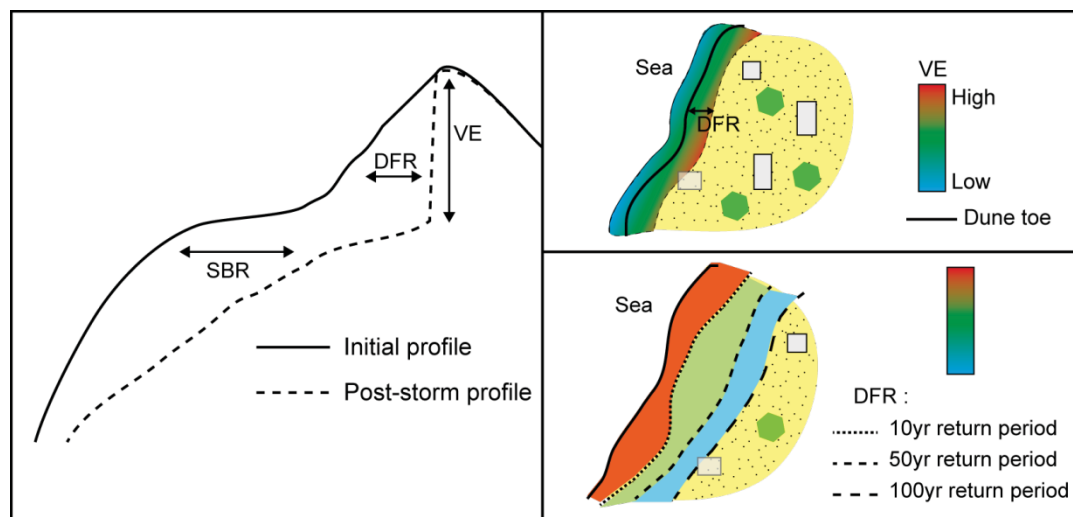 VE
DFR
SBR
Initial profile
Post-storm profile
Sea
DFR
VE
High
Low
Dune toe
Sea
DFR :
10yr return period
50yr return period
100yr return period